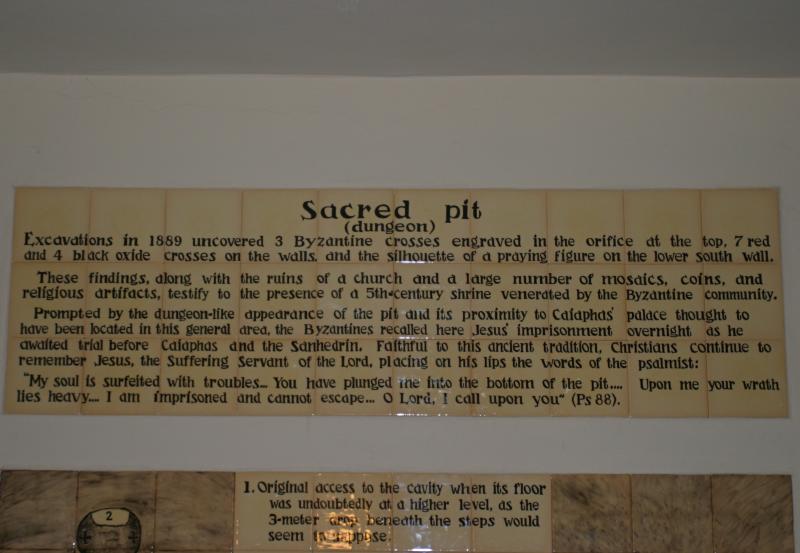 Sacred pit
(dungeon)
Excavations in 1889 uncovered 3 Byzantine crosses engraved in the orifice at the top, 7 red
and 4 black oxide crosses on the walls, and the silhouette of a praying figure on the lower south wall.
These findings, along with the ruins of a church and a large number of mosaics, coins, and
religious artifacts, testify to the presence of a 5th-century shrine venerated by the Byzantine community.
Prompted by the dungeon-like appearance of the pit and its proximity to Caiaphas' palace thought to
have been located in this general area, the Byzantines recalled here Jesus' imprisonment overnight as he
awaited trial before Caiaphas and the Sanhedrin. Faithful to this ancient tradition, Christians continue to
remember Jesus, the Suffering Servant of the Lord, placing on his lips the words of the psalmist:
"My soul is surfeited with troubles... You have plunged me into the bottom of the pit.... Upon me your wrath
lies heavy.... I am imprisoned and cannot escape... O Lord, I call upon you" (Ps 88).
1. Original access to the cavity when its floor
was undoubtedly at a higher level, as the
3-meter drop beneath the steps would
seem to suppose.
2